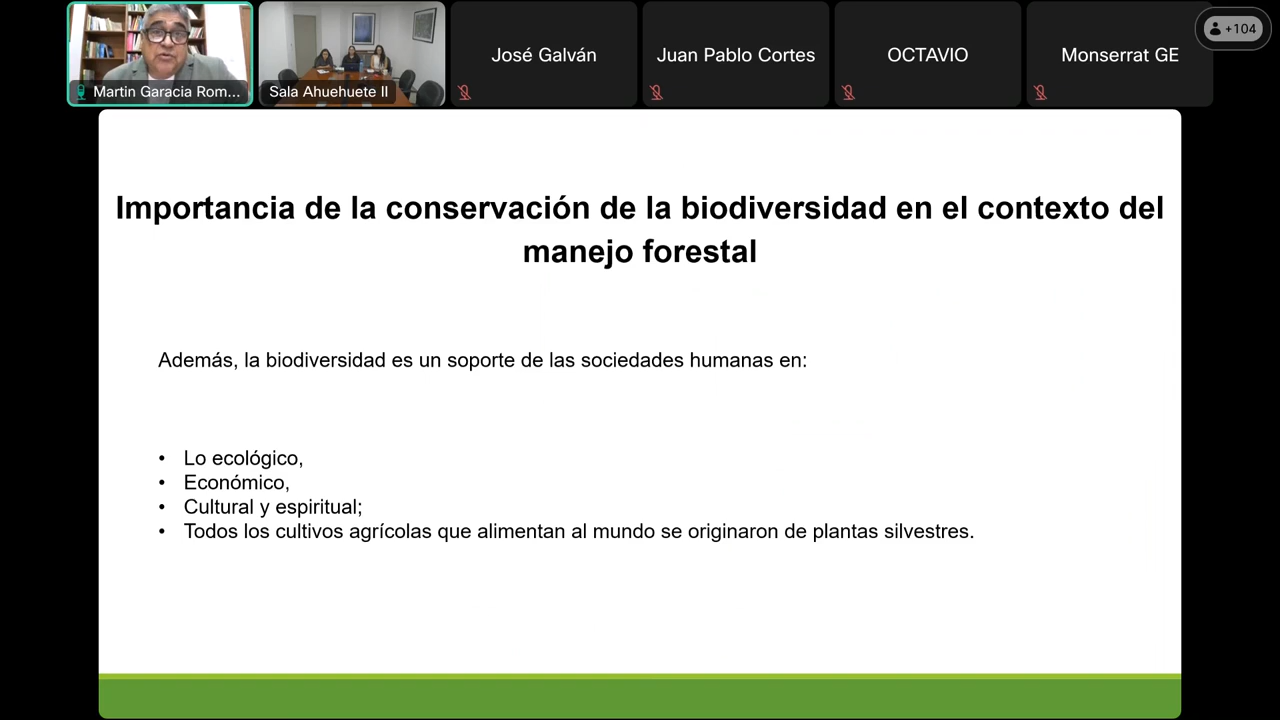 Martin Garacia Rom...
Sala Ahuehuete II
José Galván
Juan Pablo Cortes
OCTAVIO
Monserrat GE
+104
Importancia de la conservación de la biodiversidad en el contexto del
manejo forestal
Además, la biodiversidad es un soporte de las sociedades humanas en:
• Lo ecológico,
• Económico,
• Cultural y espiritual;
• Todos los cultivos agrícolas que alimentan al mundo se originaron de plantas silvestres.